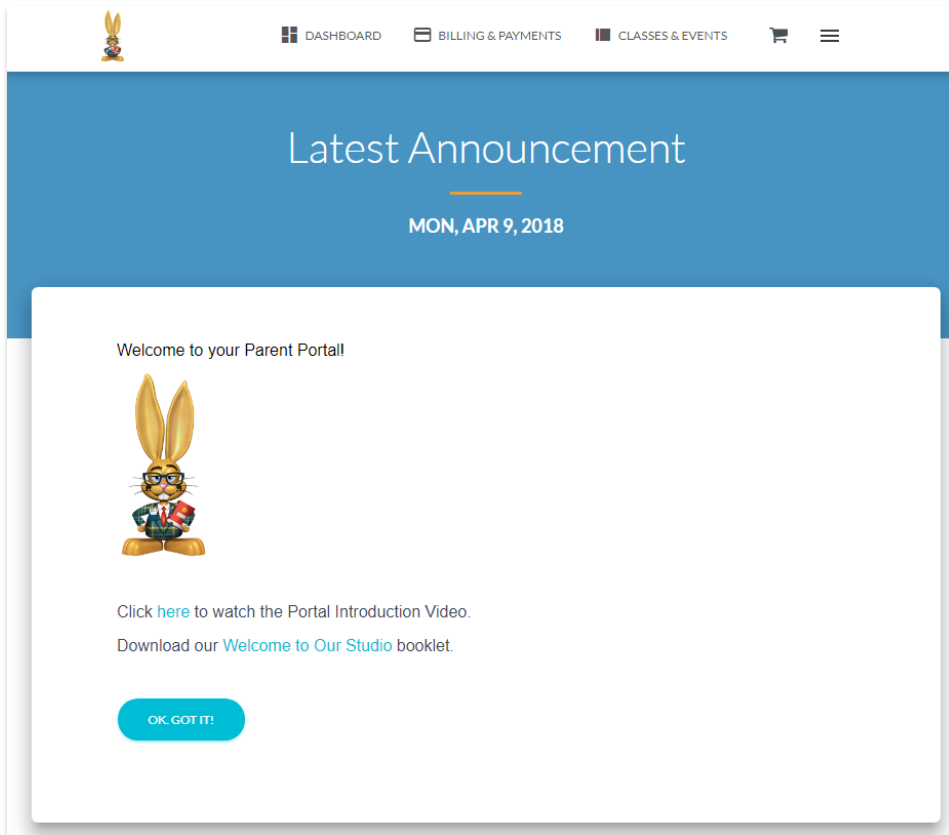 DASHBOARD BILLING & PAYMENTS CLASSES & EVENTS
Latest Announcement
MON, APR 9, 2018
Welcome to your Parent Portal!
Click here to watch the Portal Introduction Video.
Download our Welcome to Our Studio booklet.
OK. GOT IT!